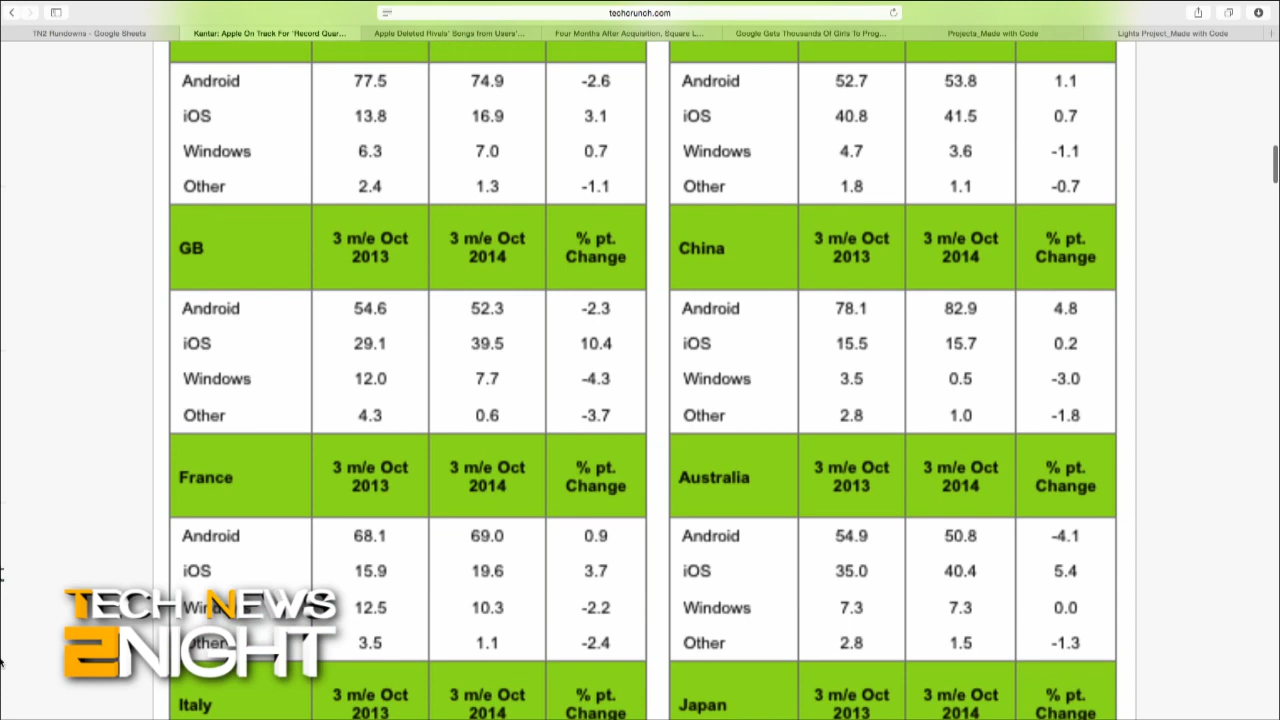 techcrunch.com
TN2 Rundowns - Google Sheets
Kantar: Apple On Track For 'Record Quar...
Apple Deleted Rivals' Songs from Users'...
Four Months After Acquisition, Square L...
Google Gets Thousands Of Girls To Prog...
Projects_Made with Code
Lights Project_Made with Code
Android 77.5 74.9 -2.6
iOS 13.8 16.9 3.1
Windows 6.3 7.0 0.7
Other 2.4 1.3 -1.1
GB 3 m/e Oct 2013 3 m/e Oct 2014 % pt. Change
Android 54.6 52.3 -2.3
iOS 29.1 39.5 10.4
Windows 12.0 7.7 -4.3
Other 4.3 0.6 -3.7
France 3 m/e Oct 2013 3 m/e Oct 2014 % pt. Change
Android 68.1 69.0 0.9
iOS 15.9 19.6 3.7
Windows 12.5 10.3 -2.2
Other 3.5 1.1 -2.4
Italy 3 m/e Oct 2013 3 m/e Oct 2014 % pt. Change
Android 52.7 53.8 1.1
iOS 40.8 41.5 0.7
Windows 4.7 3.6 -1.1
Other 1.8 1.1 -0.7
China 3 m/e Oct 2013 3 m/e Oct 2014 % pt. Change
Android 78.1 82.9 4.8
iOS 15.5 15.7 0.2
Windows 3.5 0.5 -3.0
Other 2.8 1.0 -1.8
Australia 3 m/e Oct 2013 3 m/e Oct 2014 % pt. Change
Android 54.9 50.8 -4.1
iOS 35.0 40.4 5.4
Windows 7.3 7.3 0.0
Other 2.8 1.5 -1.3
Japan 3 m/e Oct 2013 3 m/e Oct 2014 % pt. Change
TECH NEWS
2NIGHT